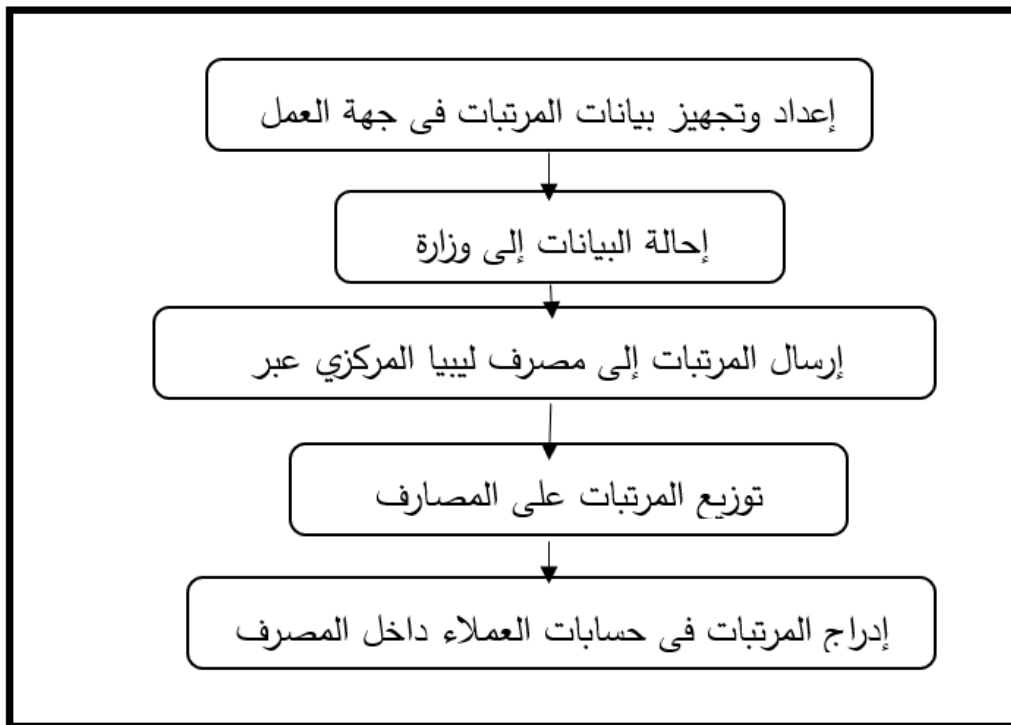 إعداد وتجهيز بيانات المرتبات فى جهة العمل
إحالة البيانات إلى وزارة
إرسال المرتبات إلى مصرف ليبيا المركزي عبر
توزيع المرتبات على المصارف
إدراج المرتبات فى حسابات العملاء داخل المصرف